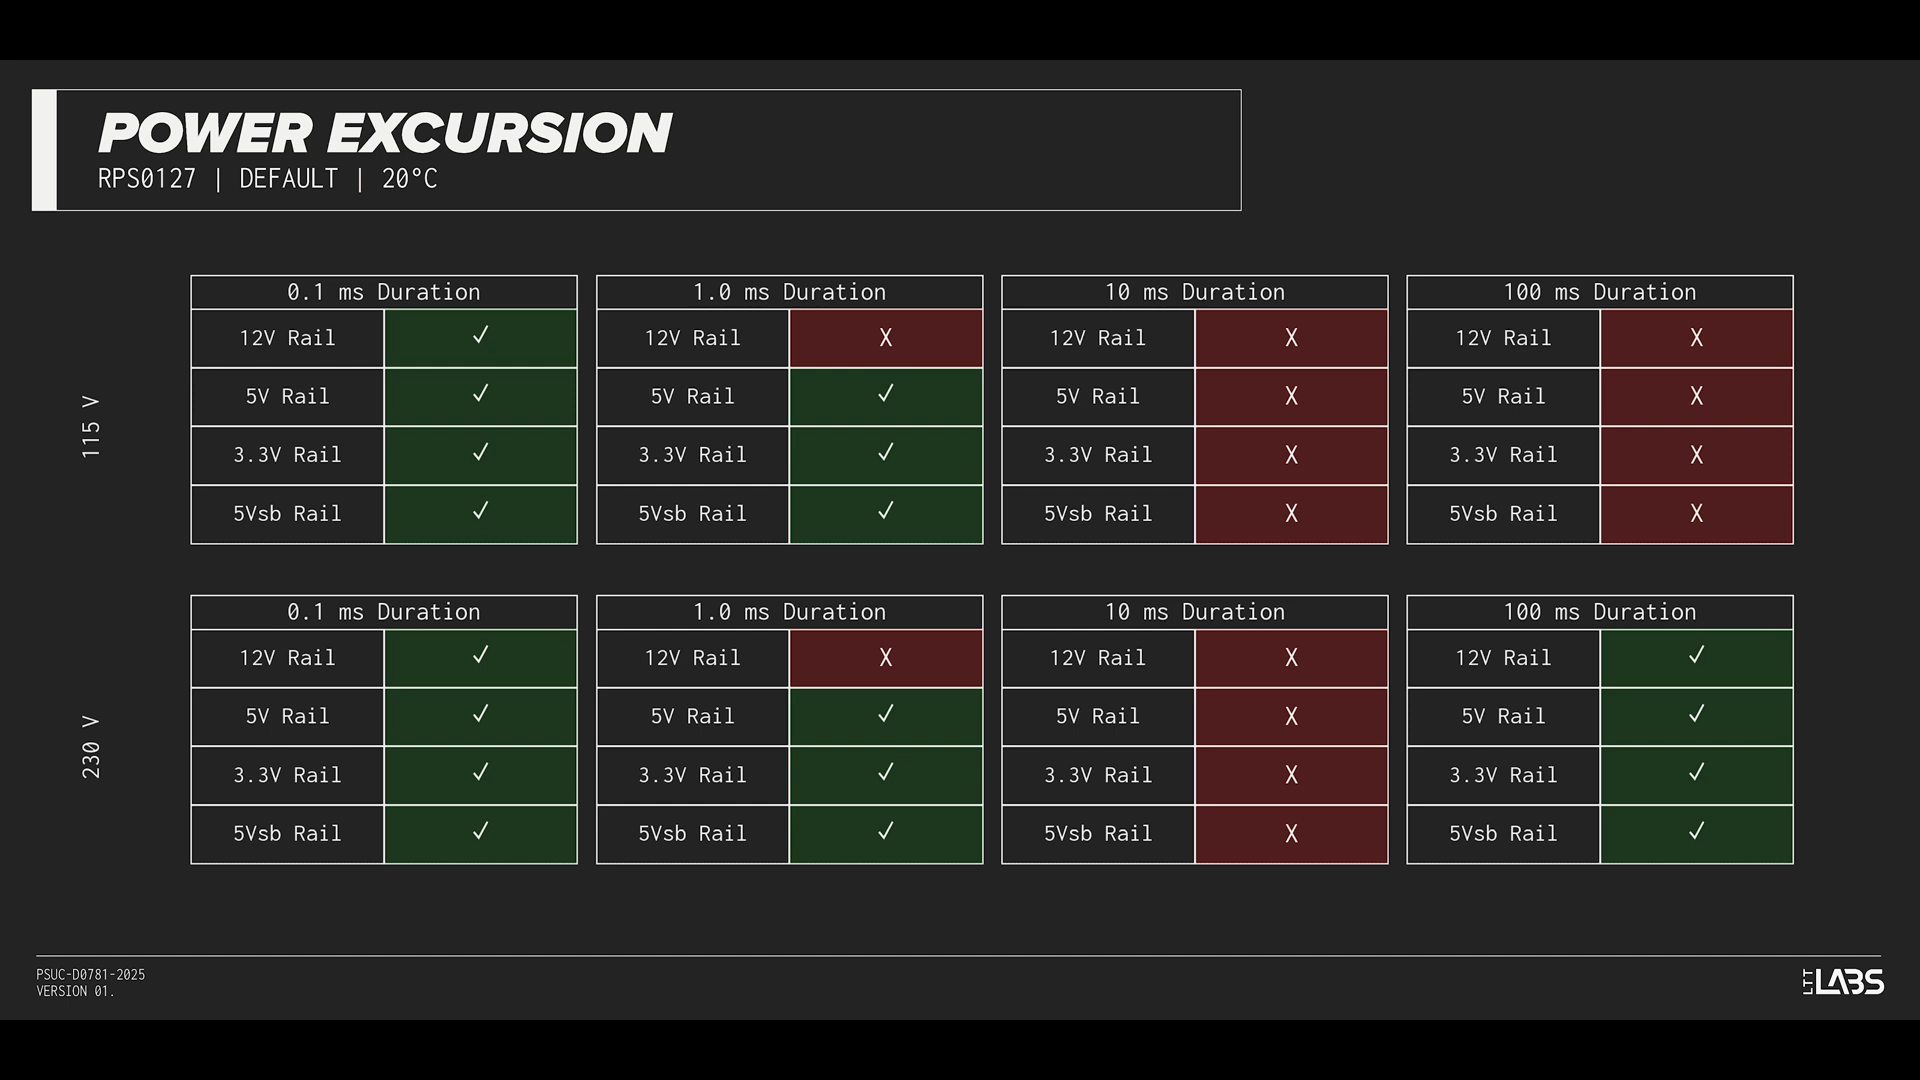 POWER EXCURSION
RPS0127 | DEFAULT | 20°C
115 V
0.1 ms Duration
12V Rail ✓
5V Rail ✓
3.3V Rail ✓
5Vsb Rail ✓
1.0 ms Duration
12V Rail X
5V Rail ✓
3.3V Rail ✓
5Vsb Rail ✓
10 ms Duration
12V Rail X
5V Rail X
3.3V Rail X
5Vsb Rail X
100 ms Duration
12V Rail X
5V Rail X
3.3V Rail X
5Vsb Rail X
230 V
0.1 ms Duration
12V Rail ✓
5V Rail ✓
3.3V Rail ✓
5Vsb Rail ✓
1.0 ms Duration
12V Rail X
5V Rail ✓
3.3V Rail ✓
5Vsb Rail ✓
10 ms Duration
12V Rail X
5V Rail X
3.3V Rail X
5Vsb Rail X
100 ms Duration
12V Rail ✓
5V Rail ✓
3.3V Rail ✓
5Vsb Rail ✓
PSUC-D0781-2025
VERSION 01.
LTT LABS